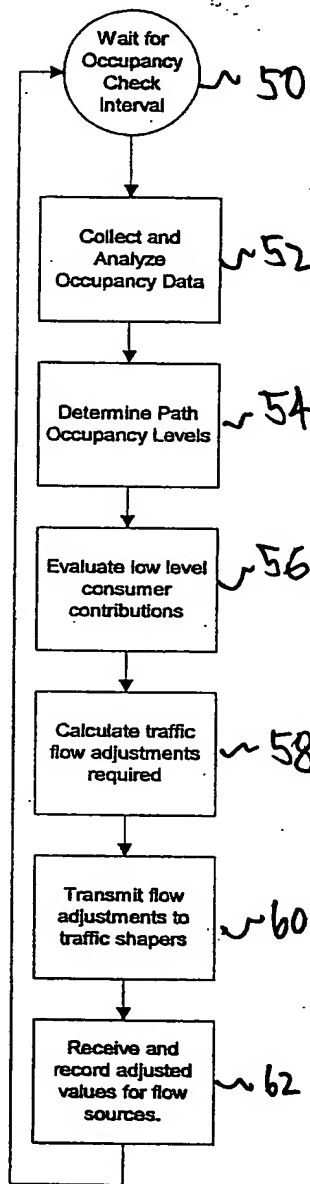 Wait for
Occupancy
Check
Interval
50
Collect and
Analyze
Occupancy Data
52
Determine Path
Occupancy Levels
54
Evaluate low level
consumer
contributions
56
Calculate traffic
flow adjustments
required
58
Transmit flow
adjustments to
traffic shapers
60
Receive and
record adjusted
values for flow
sources.
62